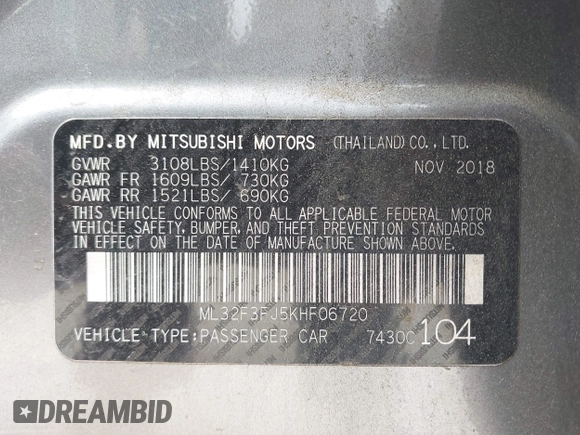 MFD.BY MITSUBISHI MOTORS (THAILAND)CO.,LTD.
GVWR 3108LBS/1410KG NOV 2018
GAWR FR 1609LBS/ 730KG
GAWR RR 1521LBS/ 690KG
THIS VEHICLE CONFORMS TO ALL APPLICABLE FEDERAL MOTOR
VEHICLE SAFETY, BUMPER, AND THEFT PREVENTION STANDARDS
IN EFFECT ON THE DATE OF MANUFACTURE SHOWN ABOVE.
ML32F3FJ5KHF06720
VEHICLE TYPE:PASSENGER CAR 7430C 104
DREAMBID